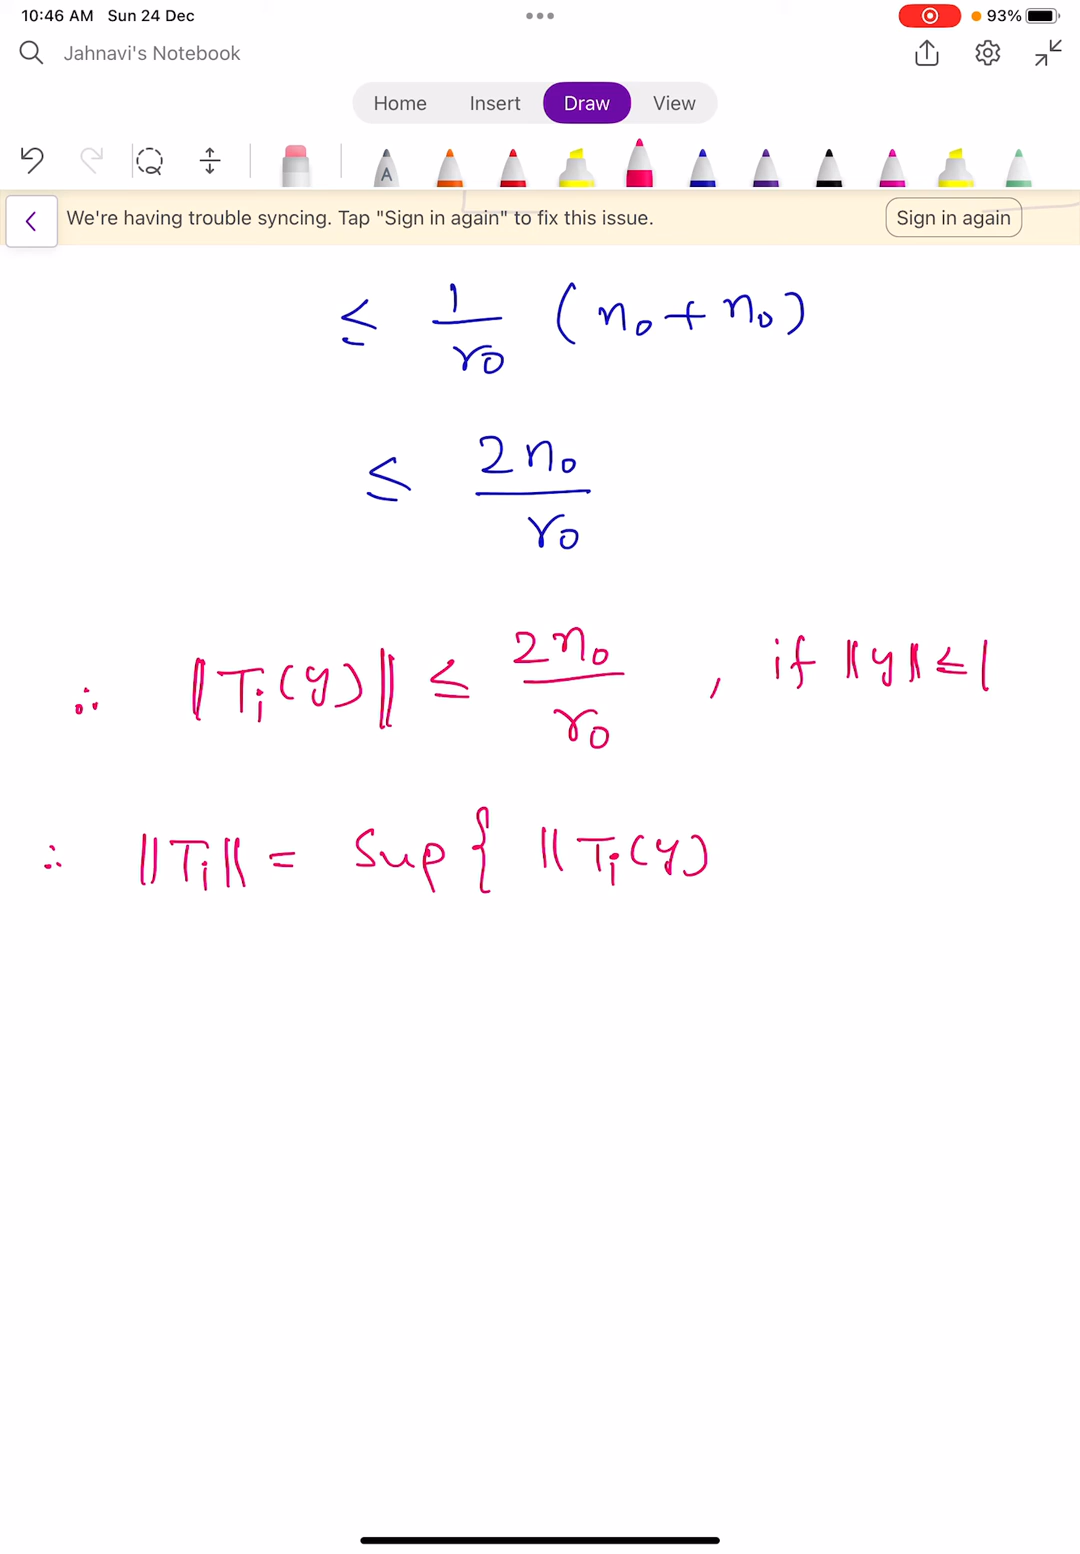 10:46 AM Sun 24 Dec ••• 93%
Jahnavi's Notebook
Home Insert Draw View
A
We're having trouble syncing. Tap "Sign in again" to fix this issue. Sign in again
≤ 1/r₀ (n₀ + n₀)
≤ 2n₀/r₀
∴ ‖Tᵢ(y)‖ ≤ 2n₀/r₀ , if ‖y‖ ≤ 1
∴ ‖Tᵢ‖ = Sup { ‖Tᵢ(y)